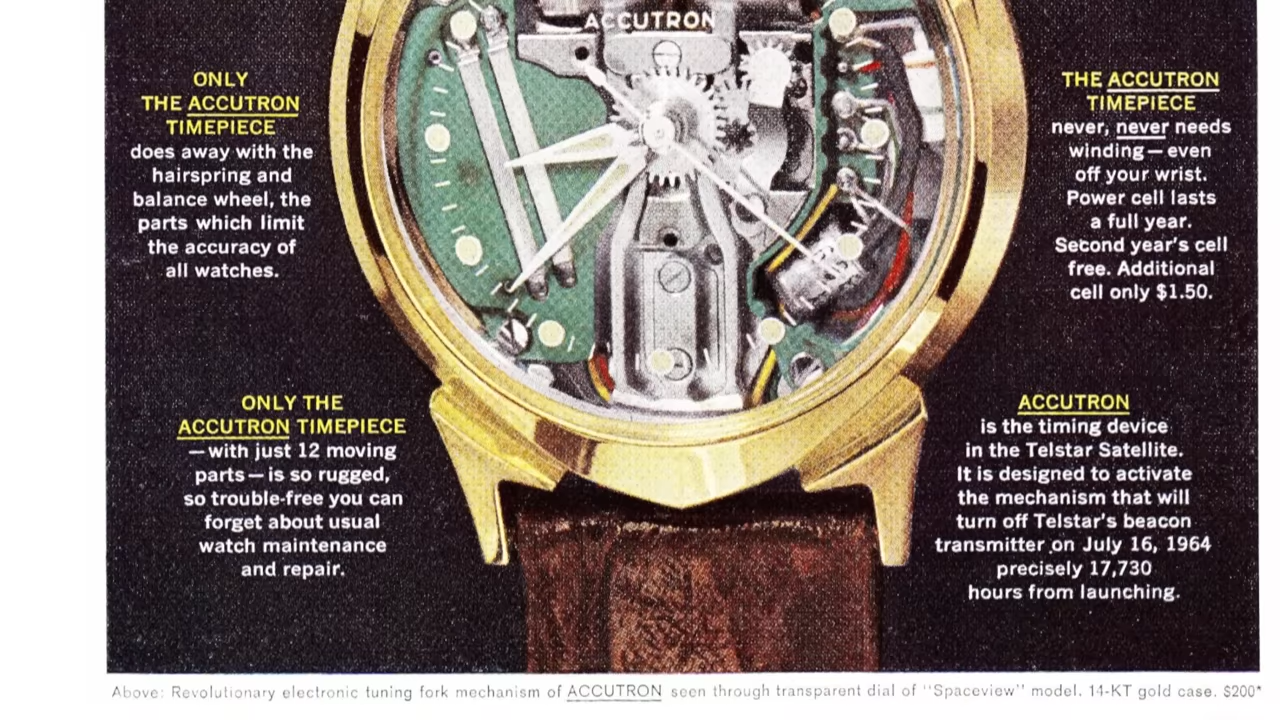 ACCUTRON
ONLY
THE ACCUTRON
TIMEPIECE
does away with the
hairspring and
balance wheel, the
parts which limit
the accuracy of
all watches.
THE ACCUTRON
TIMEPIECE
never, never needs
winding—even
off your wrist.
Power cell lasts
a full year.
Second year's cell
free. Additional
cell only $1.50.
ONLY THE
ACCUTRON TIMEPIECE
—with just 12 moving
parts—is so rugged,
so trouble-free you can
forget about usual
watch maintenance
and repair.
ACCUTRON
is the timing device
in the Telstar Satellite.
It is designed to activate
the mechanism that will
turn off Telstar's beacon
transmitter on July 16, 1964
precisely 17,730
hours from launching.
Above: Revolutionary electronic tuning fork mechanism of ACCUTRON seen through transparent dial of "Spaceview" model. 14-KT gold case. $200*